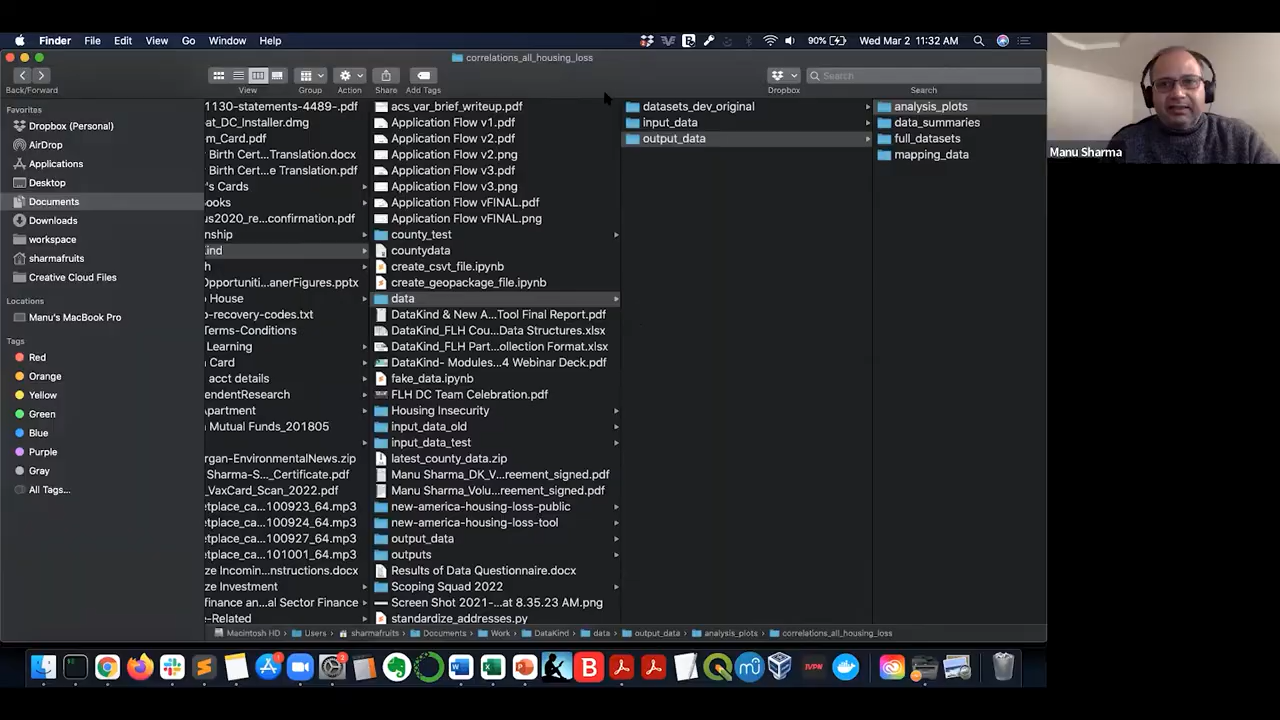 Finder File Edit View Go Window Help 90% Wed Mar 2 11:32 AM
correlations_all_housing_loss
Search
Back/Forward View Group Action Share Add Tags Dropbox Search
Favorites
Dropbox (Personal)
AirDrop
Applications
Desktop
Documents
Downloads
workspace
sharmafruits
Creative Cloud Files
Locations
Manu's MacBook Pro
Tags
Red
Orange
Yellow
Green
Blue
Purple
Gray
All Tags...
1130-statements-4489-.pdf
at_DC_Installer.dmg
m_Card.pdf
Birth Cert...Translation.docx
Birth Cert...e Translation.pdf
's Cards
ooks
us2020_re...confirmation.pdf
nship
ind
h
Opportuniti...anerFigures.pptx
o House
o-recovery-codes.txt
Terms-Conditions
Learning
Card
acct details
endentResearch
partment
Mutual Funds_201805
rgan-EnvironmentalNews.zip
Sharma-S..._Certificate.pdf
_VaxCard_Scan_2022.pdf
etplace_ca...100923_64.mp3
etplace_ca...100924_64.mp3
etplace_ca...100927_64.mp3
etplace_ca...101001_64.mp3
ze Incomin...nstructions.docx
ze Investment
finance an...al Sector Finance
e-Related
acs_var_brief_writeup.pdf
Application Flow v1.pdf
Application Flow v2.pdf
Application Flow v2.png
Application Flow v3.pdf
Application Flow v3.png
Application Flow vFINAL.pdf
Application Flow vFINAL.png
county_test
countydata
create_csvt_file.ipynb
create_geopackage_file.ipynb
data
DataKind & New A...Tool Final Report.pdf
DataKind_FLH Cou...Data Structures.xlsx
DataKind_FLH Part...ollection Format.xlsx
DataKind- Modules...4 Webinar Deck.pdf
fake_data.ipynb
FLH DC Team Celebration.pdf
Housing Insecurity
input_data_old
input_data_test
latest_county_data.zip
Manu Sharma_DK_V...reement_signed.pdf
Manu Sharma_Volu...reement_signed.pdf
new-america-housing-loss-public
new-america-housing-loss-tool
output_data
outputs
Results of Data Questionnaire.docx
Scoping Squad 2022
Screen Shot 2021-...at 8.35.23 AM.png
standardize_addresses.py
datasets_dev_original
input_data
output_data
analysis_plots
data_summaries
full_datasets
mapping_data
Macintosh HD Users sharmafruits Documents Work DataKind data output_data analysis_plots correlations_all_housing_loss
Manu Sharma